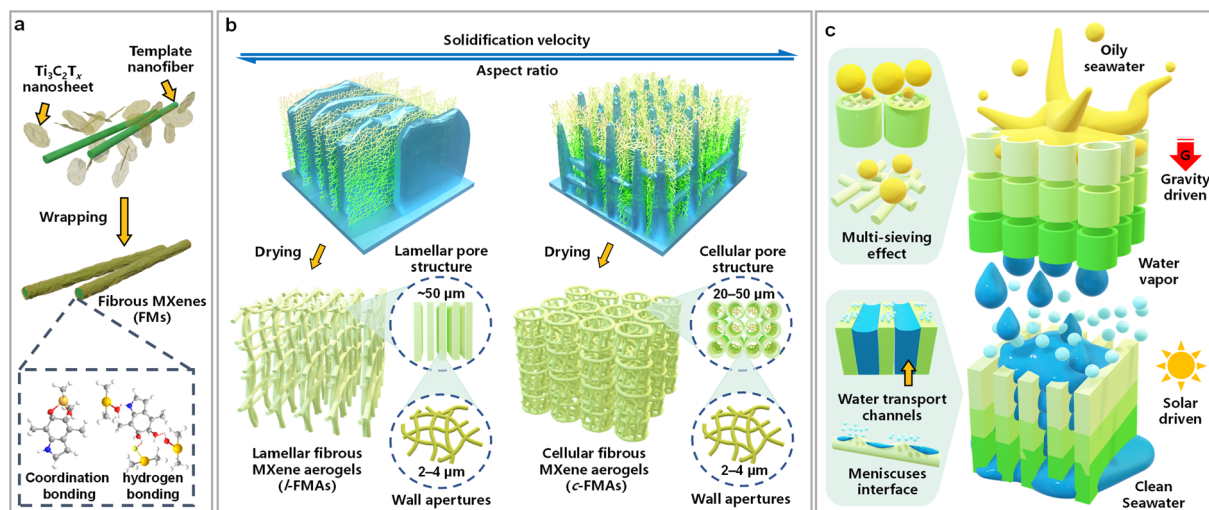 a
Ti₃C₂Tₓ
nanosheet
Template
nanofiber
Wrapping
Fibrous MXenes
(FMs)
Coordination
bonding
hydrogen
bonding
b
Solidification velocity
Aspect ratio
Drying
Lamellar pore
structure
~50 μm
Drying
Cellular pore
structure
20–50 μm
2–4 μm
Wall apertures
Lamellar fibrous
MXene aerogels
(l-FMAs)
Cellular fibrous
MXene aerogels
(c-FMAs)
2–4 μm
Wall apertures
c
Oily
seawater
G
Gravity
driven
Multi-sieving
effect
Water
vapor
Water transport
channels
Solar
driven
Meniscuses
interface
Clean
Seawater